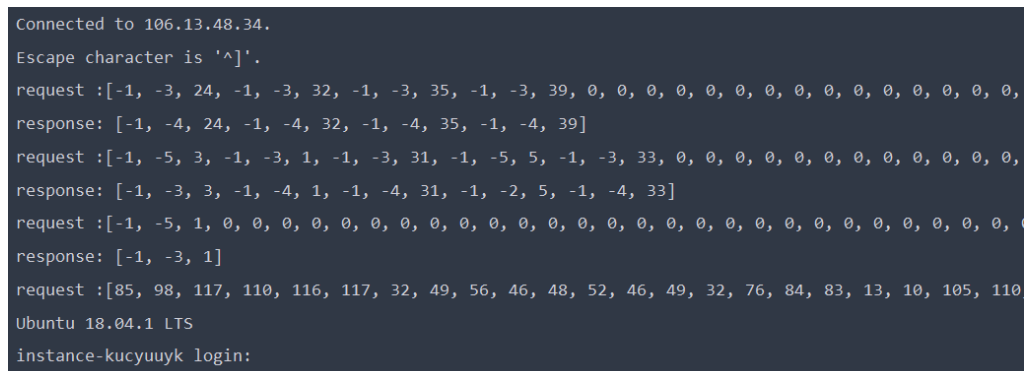 Connected to 106.13.48.34.
Escape character is '^]'.
request :[-1, -3, 24, -1, -3, 32, -1, -3, 35, -1, -3, 39, 0, 0, 0, 0, 0, 0, 0, 0, 0, 0, 0, 0, 0, 0, 0,
response: [-1, -4, 24, -1, -4, 32, -1, -4, 35, -1, -4, 39]
request :[-1, -5, 3, -1, -3, 1, -1, -3, 31, -1, -5, 5, -1, -3, 33, 0, 0, 0, 0, 0, 0, 0, 0, 0, 0, 0, 0,
response: [-1, -3, 3, -1, -4, 1, -1, -4, 31, -1, -2, 5, -1, -4, 33]
request :[-1, -5, 1, 0, 0, 0, 0, 0, 0, 0, 0, 0, 0, 0, 0, 0, 0, 0, 0, 0, 0, 0, 0, 0, 0, 0, 0, 0, 0, 0, 0
response: [-1, -3, 1]
request :[85, 98, 117, 110, 116, 117, 32, 49, 56, 46, 48, 52, 46, 49, 32, 76, 84, 83, 13, 10, 105, 110,
Ubuntu 18.04.1 LTS
instance-kucyuuyk login: